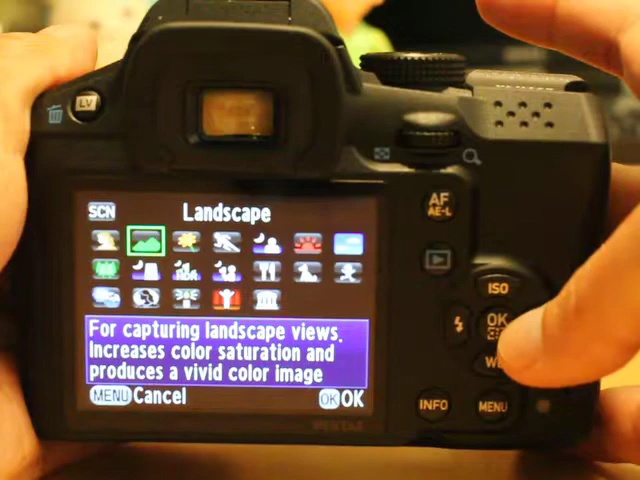 LV
SCN Landscape
AF
AE-L
HDR
ISO
OK
For capturing landscape views.
Increases color saturation and
produces a vivid color image
MENU Cancel OK OK
INFO MENU
PENTAX